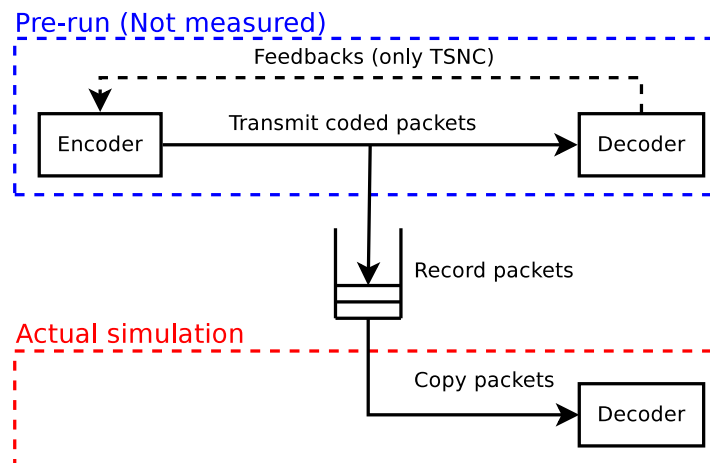 Pre-run (Not measured)
Feedbacks (only TSNC)
Encoder
Transmit coded packets
Decoder
Record packets
Actual simulation
Copy packets
Decoder